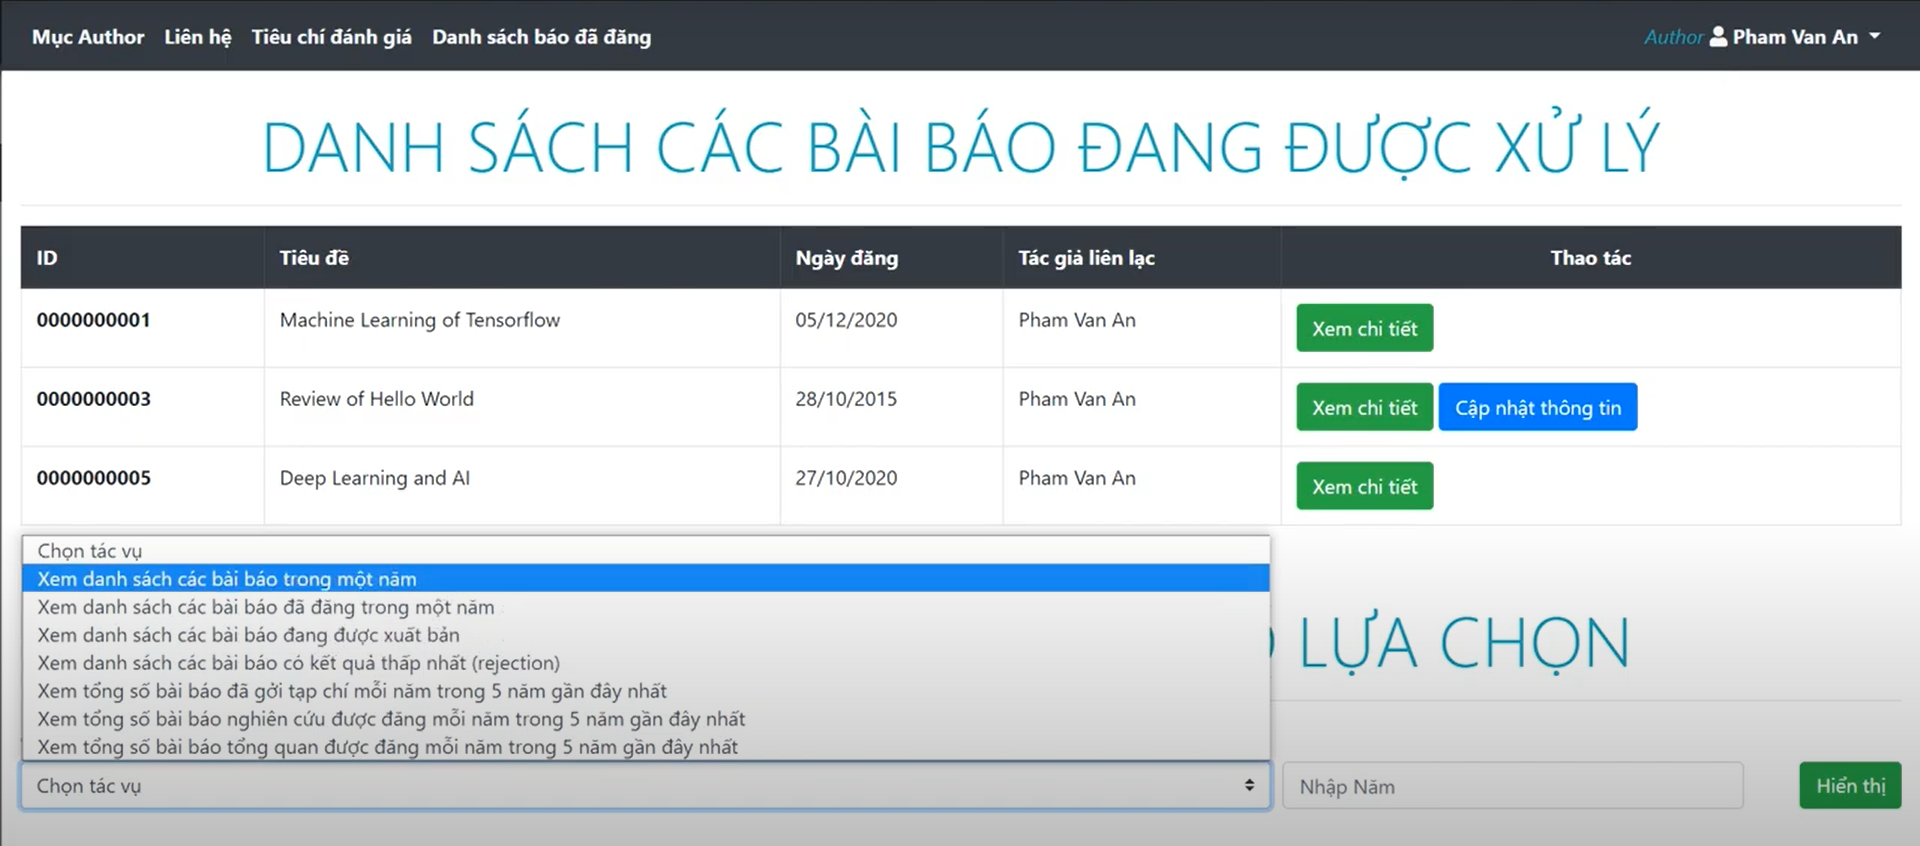 Mục Author Liên hệ Tiêu chí đánh giá Danh sách báo đã đăng Author Pham Van An
DANH SÁCH CÁC BÀI BÁO ĐANG ĐƯỢC XỬ LÝ
ID Tiêu đề Ngày đăng Tác giả liên lạc Thao tác
0000000001 Machine Learning of Tensorflow 05/12/2020 Pham Van An Xem chi tiết
0000000003 Review of Hello World 28/10/2015 Pham Van An Xem chi tiết Cập nhật thông tin
0000000005 Deep Learning and AI 27/10/2020 Pham Van An Xem chi tiết
Chọn tác vụ
Xem danh sách các bài báo trong một năm
Xem danh sách các bài báo đã đăng trong một năm
Xem danh sách các bài báo đang được xuất bản
LỰA CHỌN
Xem danh sách các bài báo có kết quả thấp nhất (rejection)
Xem tổng số bài báo đã gởi tạp chí mỗi năm trong 5 năm gần đây nhất
Xem tổng số bài báo nghiên cứu được đăng mỗi năm trong 5 năm gần đây nhất
Xem tổng số bài báo tổng quan được đăng mỗi năm trong 5 năm gần đây nhất
Chọn tác vụ Nhập Năm Hiển thị